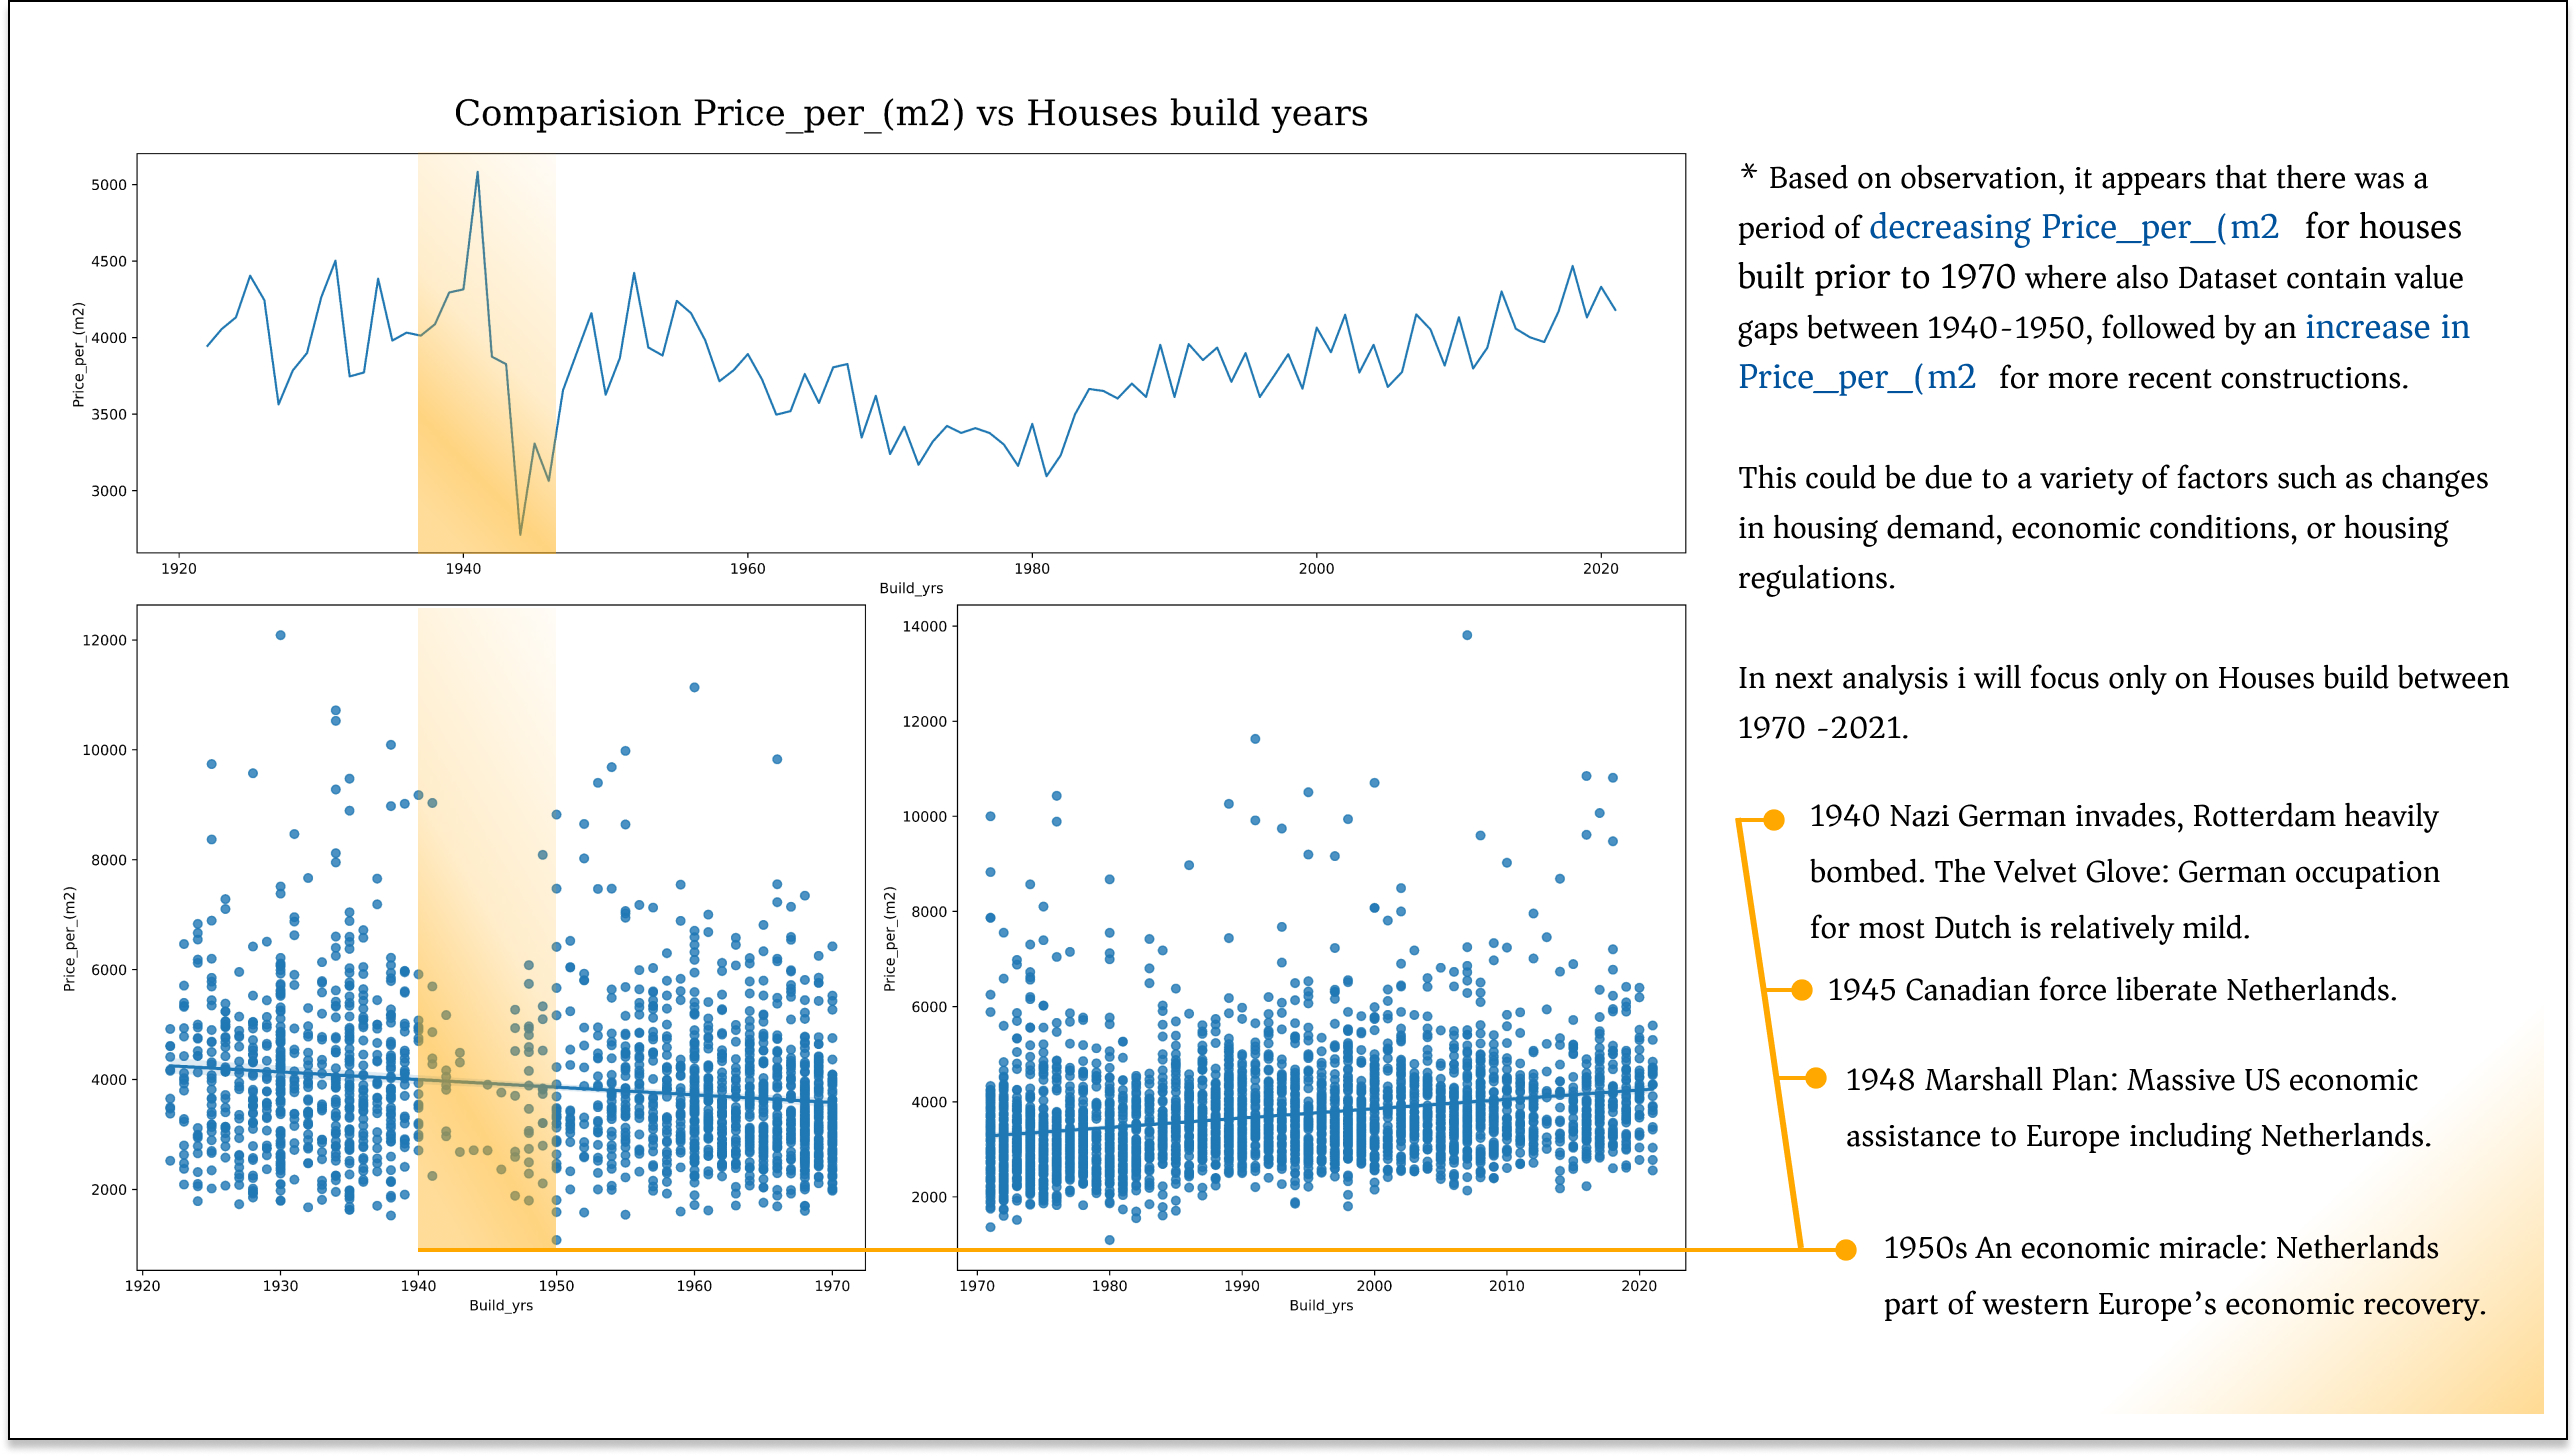 Comparision Price_per_(m2) vs Houses build years
5000
4500
4000
3500
3000
Price_per_(m2)
1920 1940 1960 1980 2000 2020
Build_yrs
12000
10000
8000
6000
4000
2000
Price_per_(m2)
1920 1930 1940 1950 1960 1970
Build_yrs
14000
12000
10000
8000
6000
4000
2000
Price_per_(m2)
1970 1980 1990 2000 2010 2020
Build_yrs
* Based on observation, it appears that there was a
period of decreasing Price_per_(m2 for houses
built prior to 1970 where also Dataset contain value
gaps between 1940-1950, followed by an increase in
Price_per_(m2 for more recent constructions.
This could be due to a variety of factors such as changes
in housing demand, economic conditions, or housing
regulations.
In next analysis i will focus only on Houses build between
1970 -2021.
1940 Nazi German invades, Rotterdam heavily
bombed. The Velvet Glove: German occupation
for most Dutch is relatively mild.
1945 Canadian force liberate Netherlands.
1948 Marshall Plan: Massive US economic
assistance to Europe including Netherlands.
1950s An economic miracle: Netherlands
part of western Europe’s economic recovery.